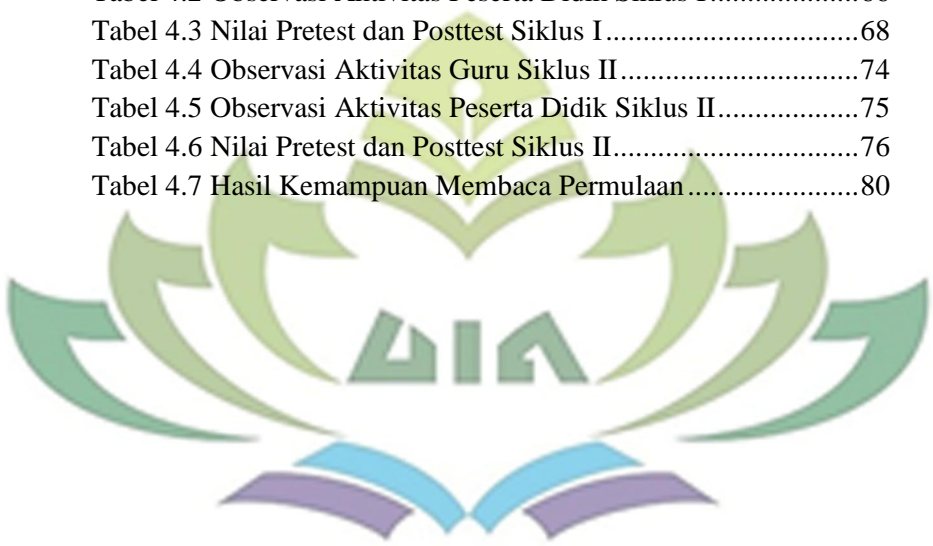 Tabel 4.3 Nilai Pretest dan Posttest Siklus I................................68
Tabel 4.4 Observasi Aktivitas Guru Siklus II..............................74
Tabel 4.5 Observasi Aktivitas Peserta Didik Siklus II.................75
Tabel 4.6 Nilai Pretest dan Posttest Siklus II...............................76
Tabel 4.7 Hasil Kemampuan Membaca Permulaan.....................80
UIN